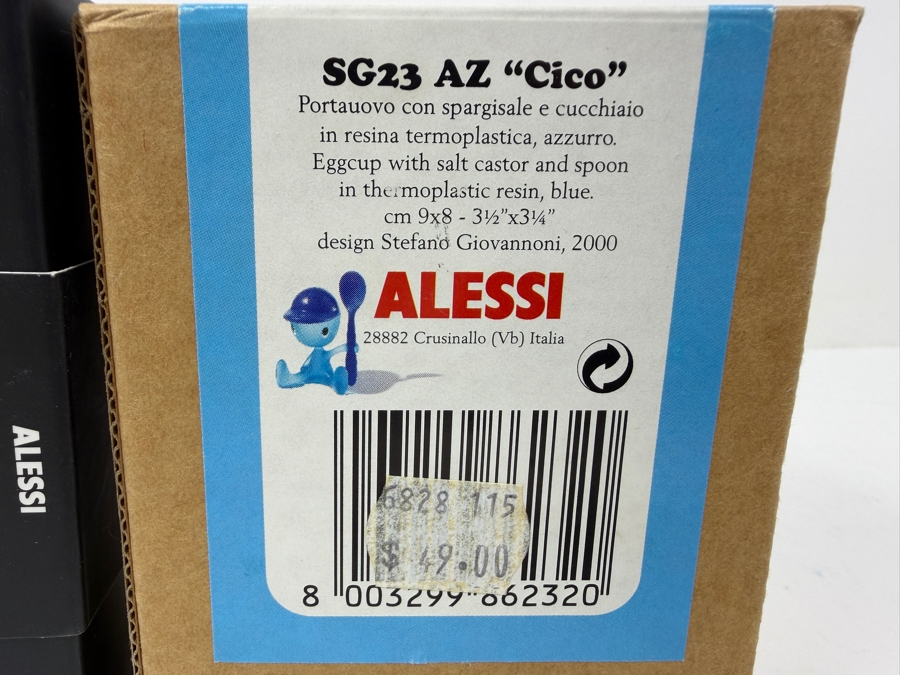 SG23 AZ “Cico”
Portauovo con spargisale e cucchiaio
in resina termoplastica, azzurro.
Eggcup with salt castor and spoon
in thermoplastic resin, blue.
cm 9x8 - 3½”x3¼”
design Stefano Giovannoni, 2000
ALESSI
28882 Crusinallo (Vb) Italia
6828 115
$ 49.00
8 003299 862320
ALESSI